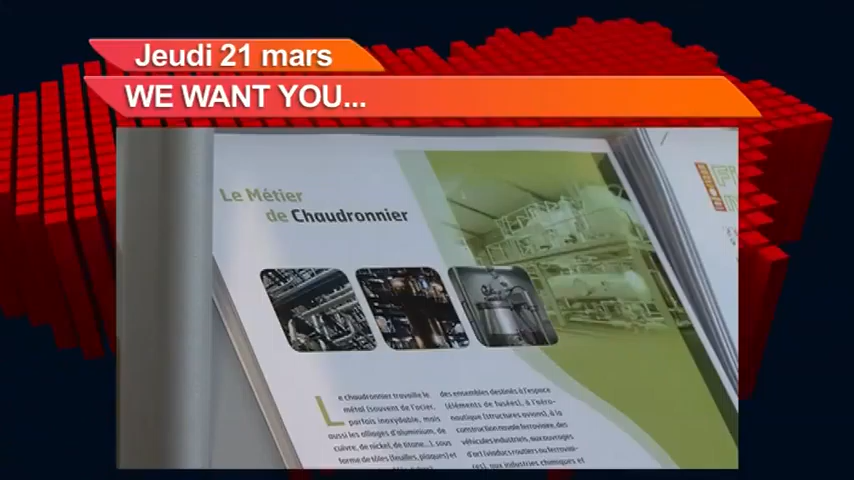 Jeudi 21 mars
WE WANT YOU...
Le Métier
de Chaudronnier
Le chaudronnier travaille le
métal (souvent de l'acier,
parfois inoxydable, mais
aussi les alliages d'aluminium, de
cuivre, de nickel, de titane...), sous
forme de tôles (feuilles, plaques) et
des ensembles destinés à l'espace
(éléments de fusées), à l'aéro-
nautique (structures avions), à la
construction navale ferroviaire, des
véhicules industriels, aux ouvrages
d'art (viaducs routiers ou ferroviai-
res), aux industries chimiques et